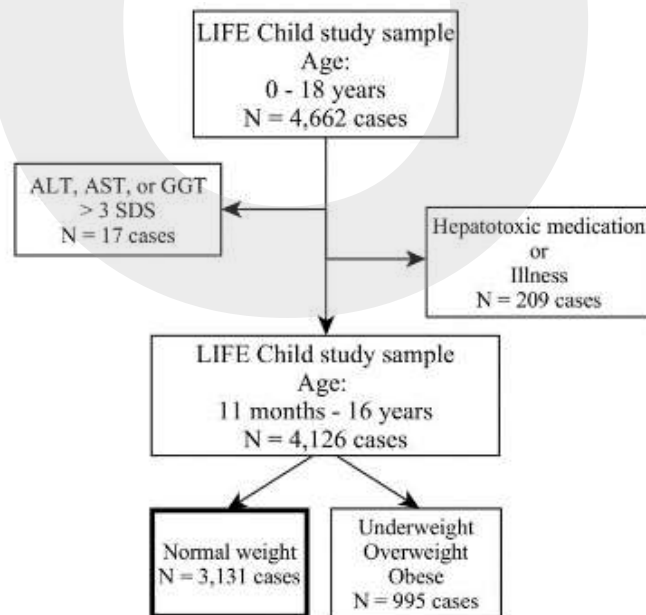 LIFE Child study sample
Age:
0 - 18 years
N = 4,662 cases
ALT, AST, or GGT
> 3 SDS
N = 17 cases
Hepatotoxic medication
or
Illness
N = 209 cases
LIFE Child study sample
Age:
11 months - 16 years
N = 4,126 cases
Normal weight
N = 3,131 cases
Underweight
Overweight
Obese
N = 995 cases